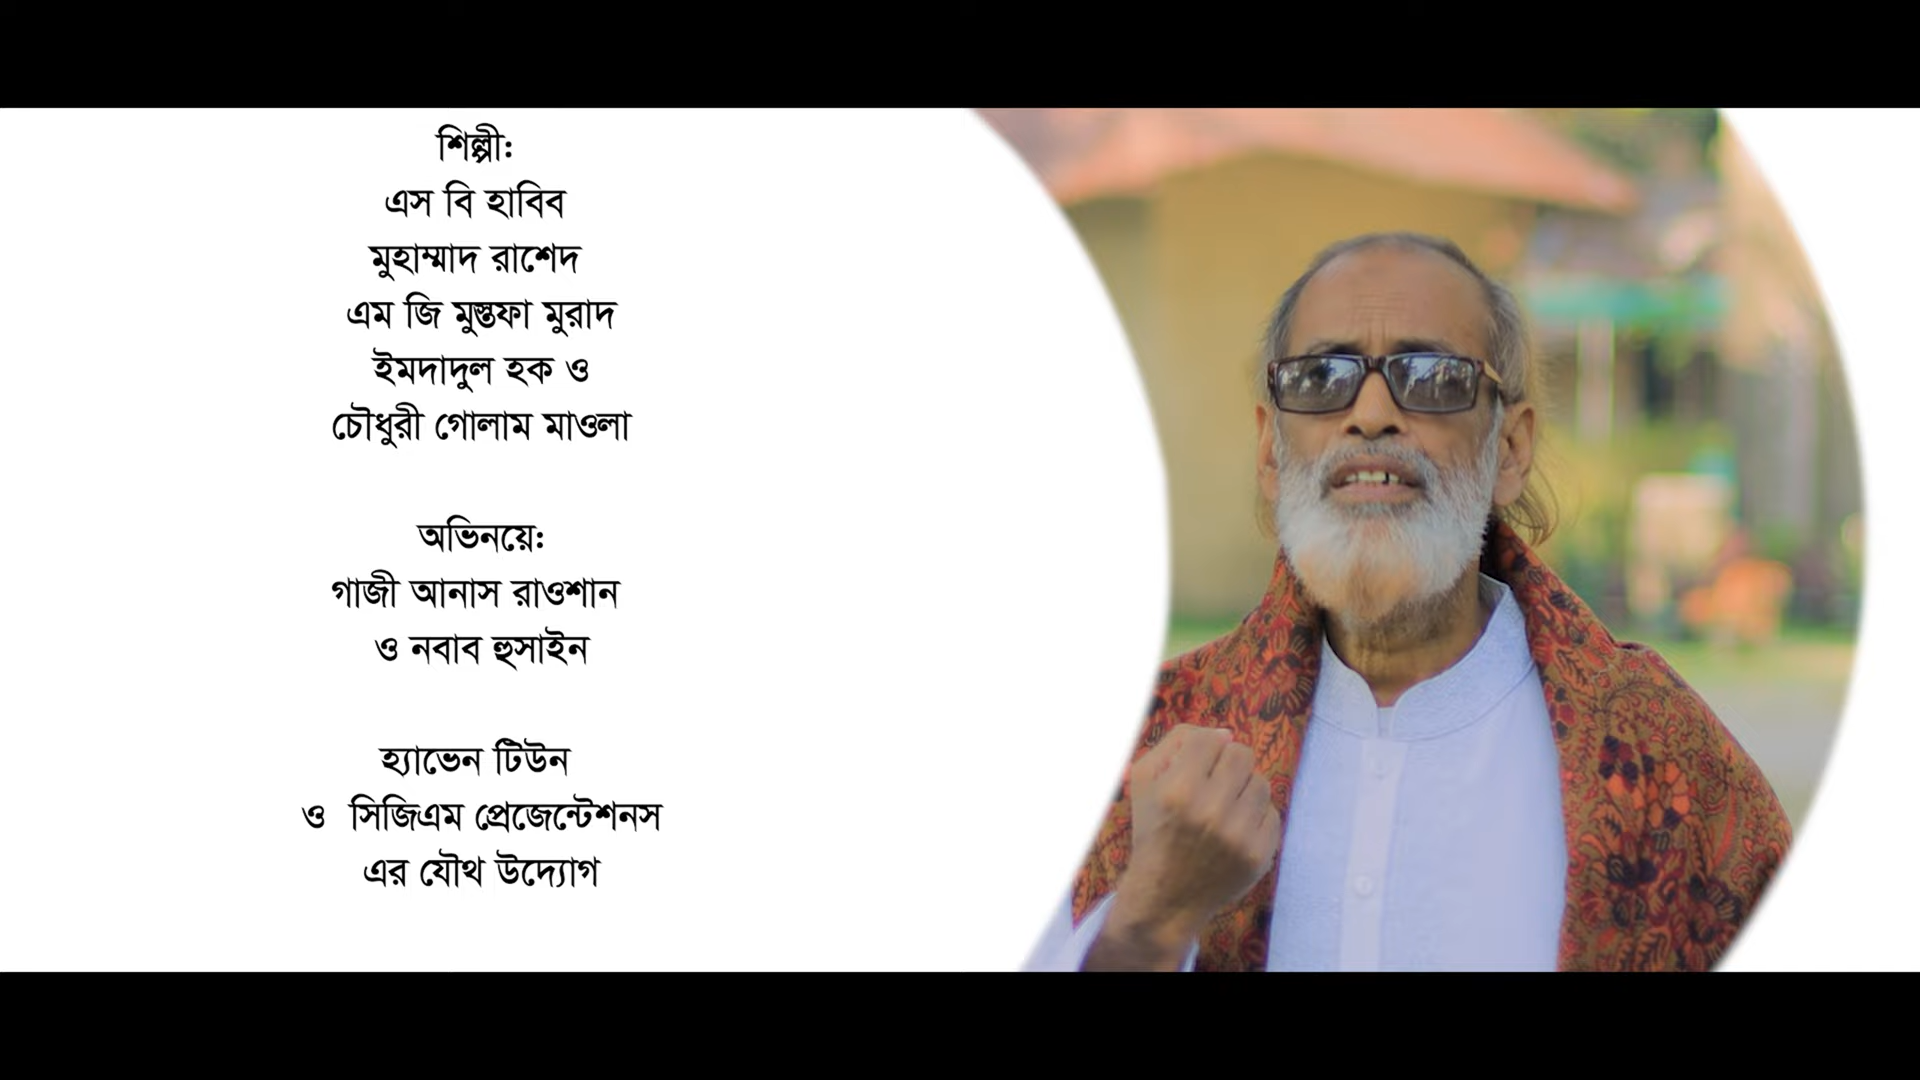 শিল্পী:
এস বি হাবিব
মুহাম্মাদ রাশেদ
এম জি মুস্তফা মুরাদ
ইমদাদুল হক ও
চৌধুরী গোলাম মাওলা
অভিনয়ে:
গাজী আনাস রাওশান
ও নবাব হুসাইন
হ্যাভেন টিউন
ও সিজিএম প্রেজেন্টেশনস
এর যৌথ উদ্যোগ